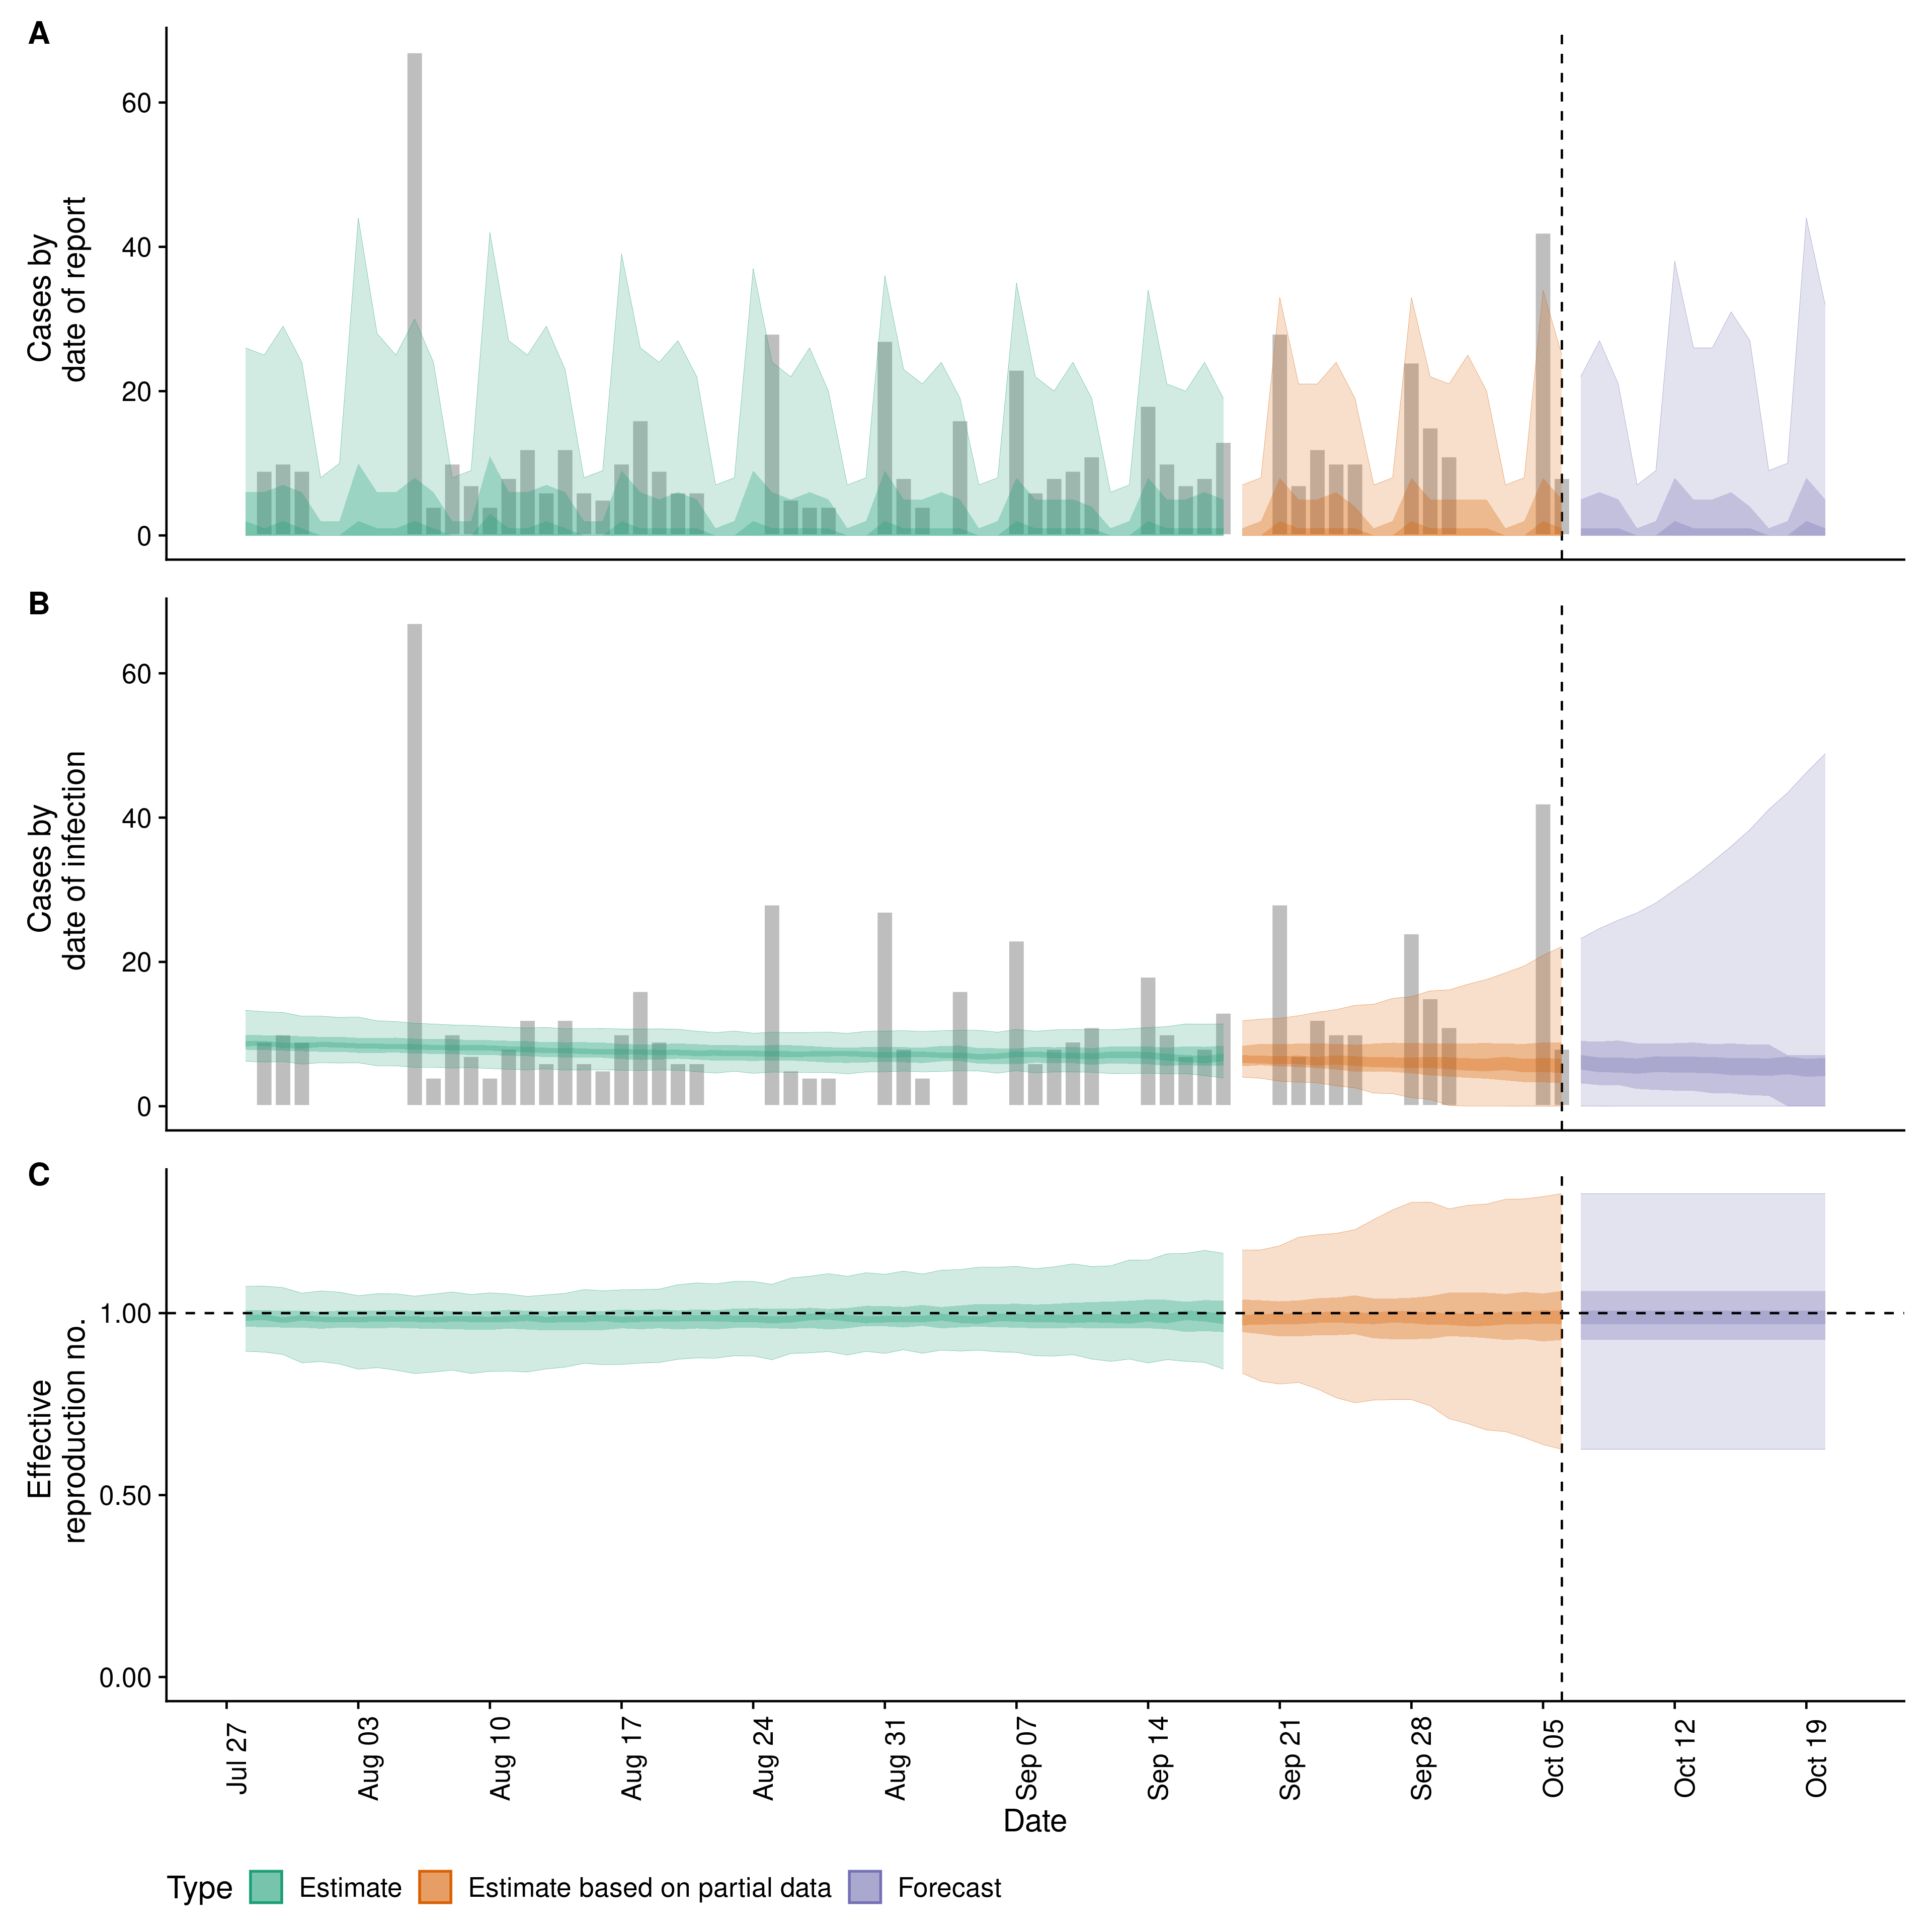 A
Cases by
date of report
60
40
20
0
B
Cases by
date of infection
60
40
20
0
C
Effective
reproduction no.
1.00
0.50
0.00
Jul 27
Aug 03
Aug 10
Aug 17
Aug 24
Aug 31
Sep 07
Sep 14
Sep 21
Sep 28
Oct 05
Oct 12
Oct 19
Date
Type Estimate Estimate based on partial data Forecast